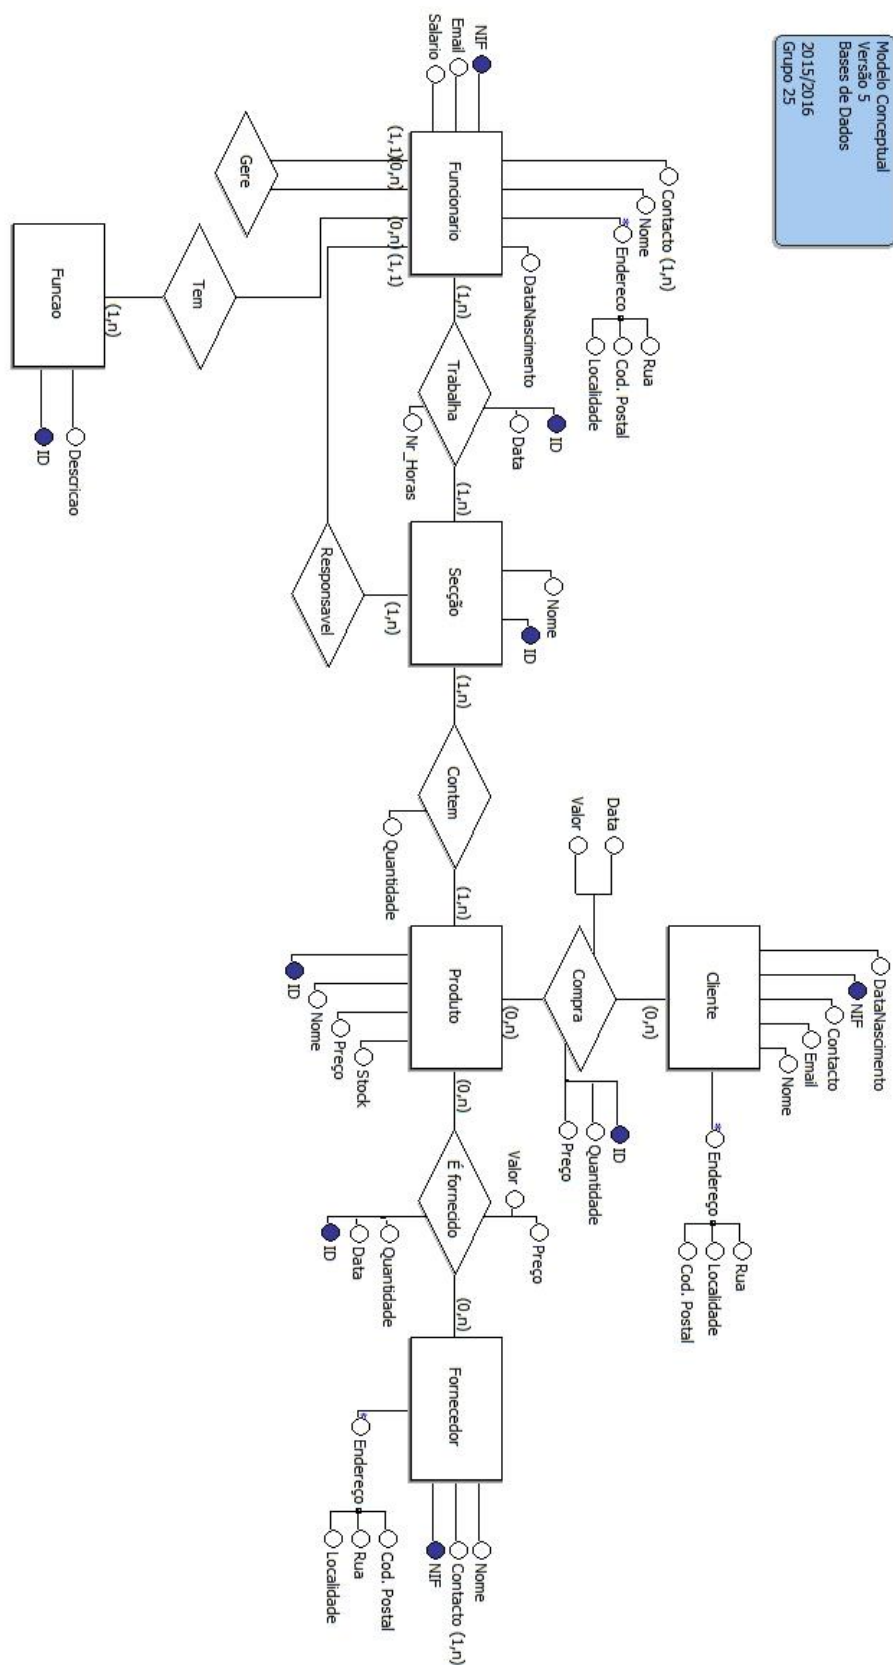 Modelo Conceptual
Versão 5
Bases de Dados
2015/2016
Grupo 25
NIF
Email
Salario
Funcionario
Contacto (1,n)
Nome
Endereço
Rua
Cod. Postal
Localidade
DataNascimento
(1,1)
(0,n)
Gere
(0,n)
(1,1)
Tem
(1,n)
Funcao
Descricao
ID
(1,n)
Trabalha
ID
Data
Nr_Horas
(1,n)
Secção
Nome
ID
(1,n)
Responsavel
(1,n)
Contem
Quantidade
(1,n)
Produto
ID
Nome
Preço
Stock
(0,n)
Compra
Data
Valor
ID
Quantidade
Preço
(0,n)
Cliente
DataNascimento
NIF
Contacto
Email
Nome
Endereço
Rua
Localidade
Cod. Postal
(0,n)
É fornecido
Valor
Preço
Quantidade
Data
ID
(0,n)
Fornecedor
Nome
Contacto (1,n)
NIF
Endereço
Cod. Postal
Rua
Localidade